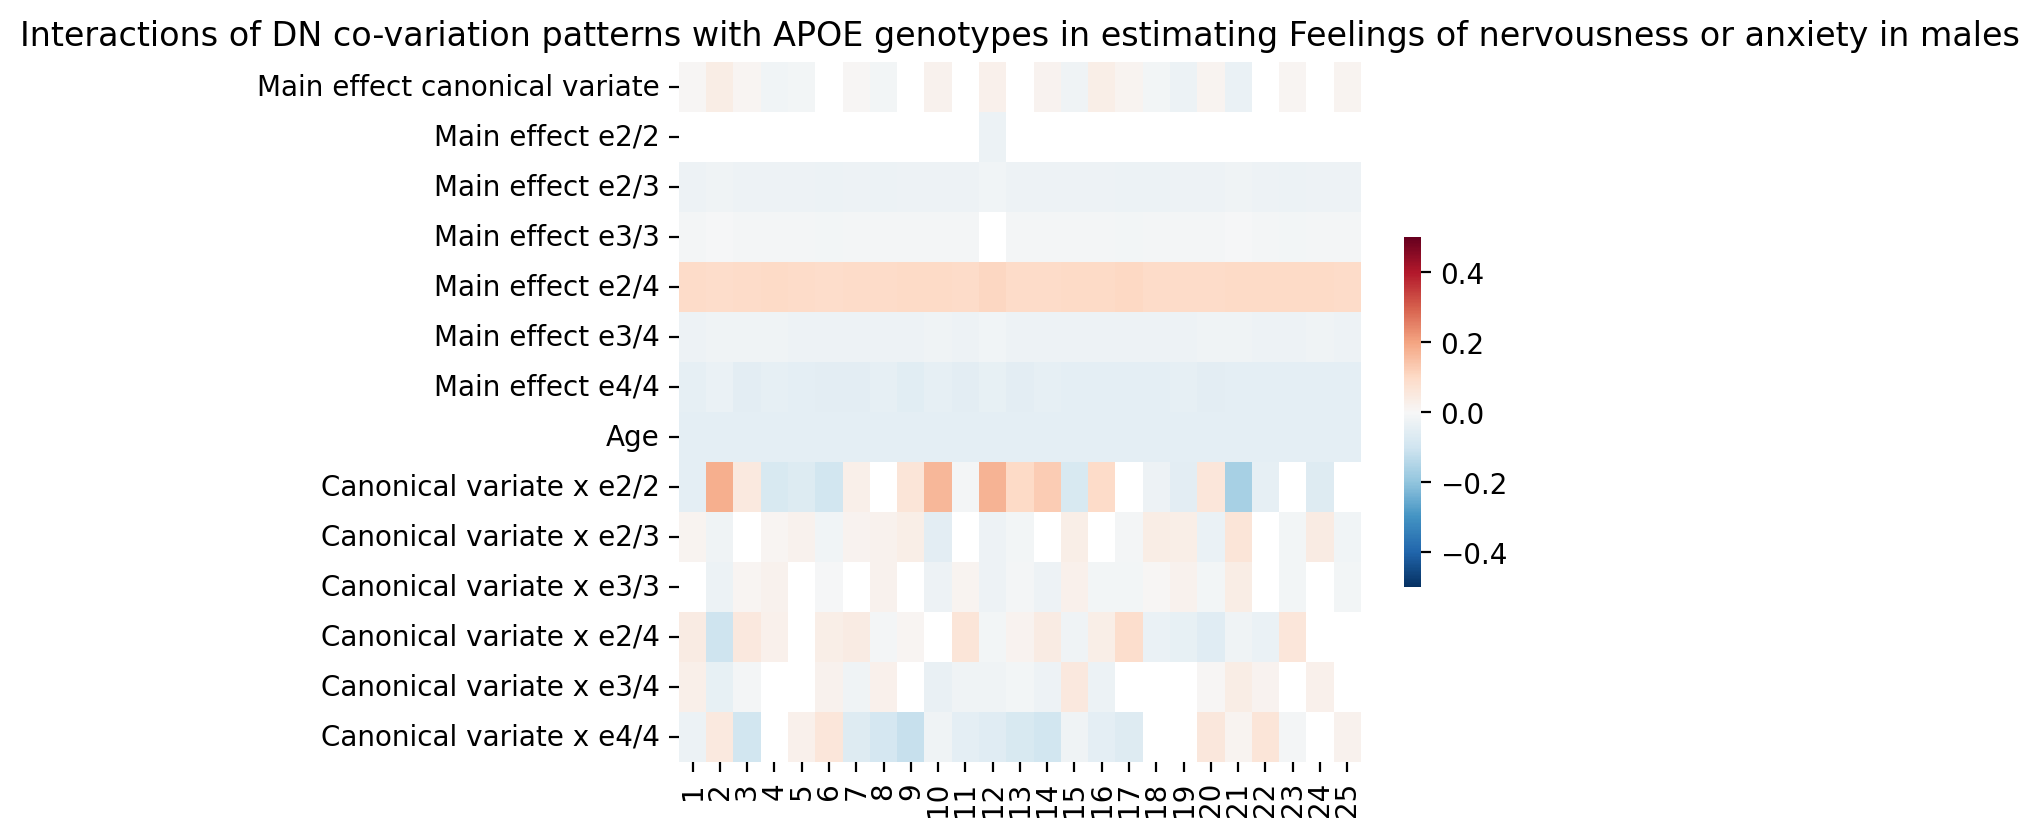 Interactions of DN co-variation patterns with APOE genotypes in estimating Feelings of nervousness or anxiety in males
Main effect canonical variate
Main effect e2/2
Main effect e2/3
Main effect e3/3
Main effect e2/4
Main effect e3/4
Main effect e4/4
Age
Canonical variate x e2/2
Canonical variate x e2/3
Canonical variate x e3/3
Canonical variate x e2/4
Canonical variate x e3/4
Canonical variate x e4/4
1 2 3 4 5 6 7 8 9 10 11 12 13 14 15 16 17 18 19 20 21 22 23 24 25
0.4
0.2
0.0
−0.2
−0.4